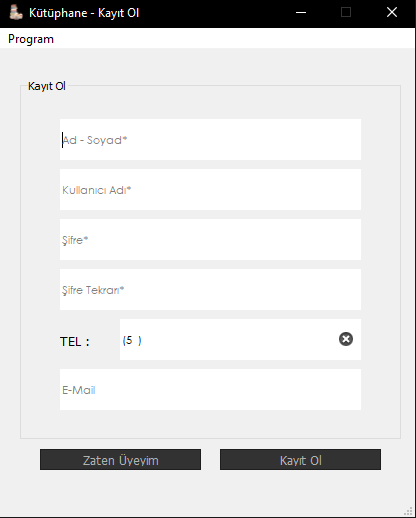 Kütüphane - Kayıt Ol
Program
Kayıt Ol
Ad - Soyad*
Kullanıcı Adı*
Şifre*
Şifre Tekrarı*
TEL : (5  )
E-Mail
Zaten Üyeyim Kayıt Ol